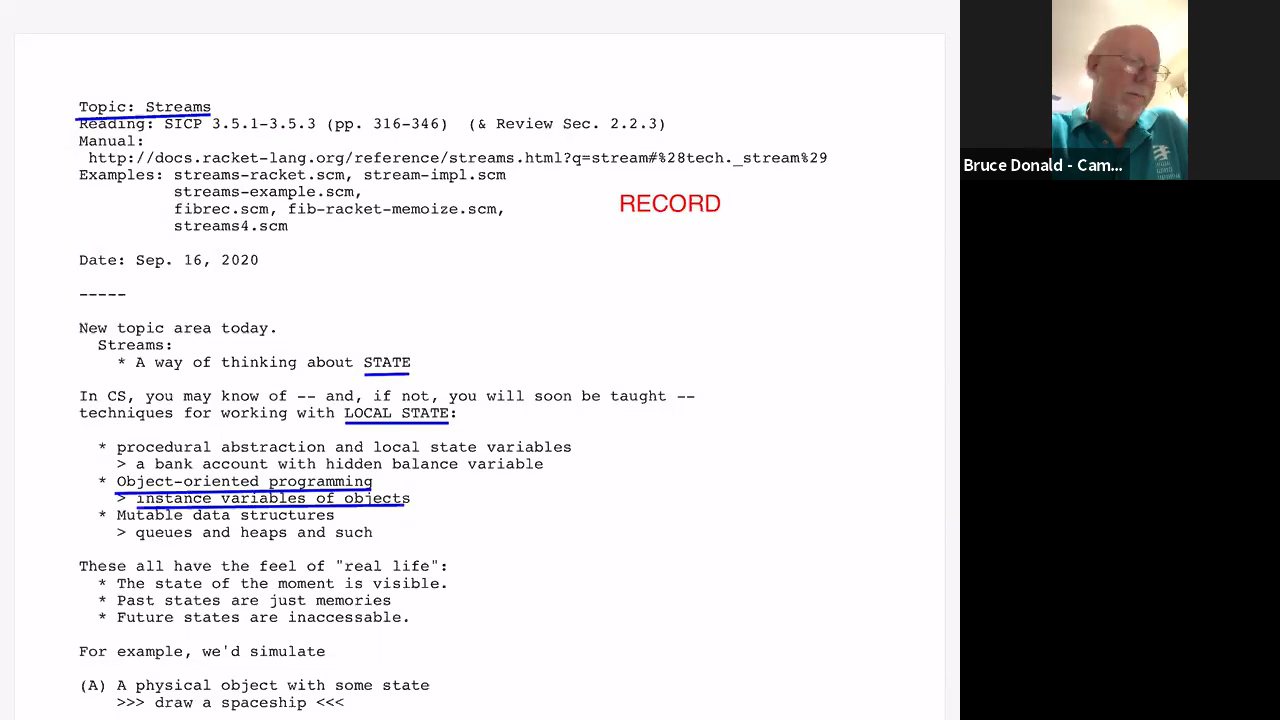 Topic: Streams
Reading: SICP 3.5.1-3.5.3 (pp. 316-346)  (& Review Sec. 2.2.3)
Manual:
http://docs.racket-lang.org/reference/streams.html?q=stream#%28tech._stream%29
Examples: streams-racket.scm, stream-impl.scm
streams-example.scm,
fibrec.scm, fib-racket-memoize.scm,
streams4.scm
RECORD
Date: Sep. 16, 2020
-----
New topic area today.
Streams:
* A way of thinking about STATE
In CS, you may know of -- and, if not, you will soon be taught --
techniques for working with LOCAL STATE:
* procedural abstraction and local state variables
> a bank account with hidden balance variable
* Object-oriented programming
> instance variables of objects
* Mutable data structures
> queues and heaps and such
These all have the feel of "real life":
* The state of the moment is visible.
* Past states are just memories
* Future states are inaccessable.
For example, we'd simulate
(A) A physical object with some state
>>> draw a spaceship <<<
Bruce Donald - Cam...